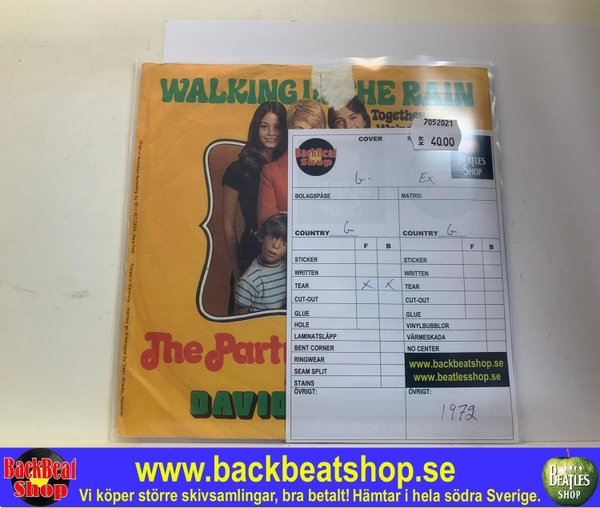 WALKING IN THE RAIN
Together
7052021
KR 40.00
BackBeat
Shop
COVER
BEATLES
SHOP
G-
Ex
BOLAGSPÅSE
MATRIX:
COUNTRY G
COUNTRY G
F B
F B
STICKER
STICKER
WRITTEN
WRITTEN
TEAR X X
TEAR
CUT-OUT
CUT-OUT
GLUE
GLUE
HOLE
VINYLBUBBLOR
LAMINATSLÄPP
VÄRMESKADA
BENT CORNER
NO CENTER
RINGWEAR
www.backbeatshop.se
SEAM SPLIT
www.beatlesshop.se
STAINS
ÖVRIGT:
ÖVRIGT:
1972
The Part
DAVID
BackBeat
Shop
www.backbeatshop.se
Vi köper större skivsamlingar, bra betalt! Hämtar i hela södra Sverige.
BEATLES
SHOP